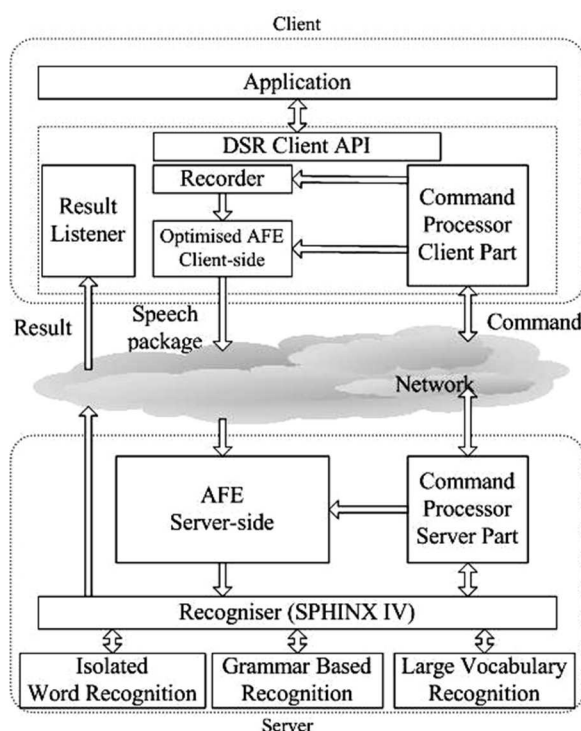 Client
Application
DSR Client API
Recorder
Result
Listener
Optimised AFE
Client-side
Command
Processor
Client Part
Result
Speech
package
Command
Network
AFE
Server-side
Command
Processor
Server Part
Recogniser (SPHINX IV)
Isolated
Word Recognition
Grammar Based
Recognition
Large Vocabulary
Recognition
Server